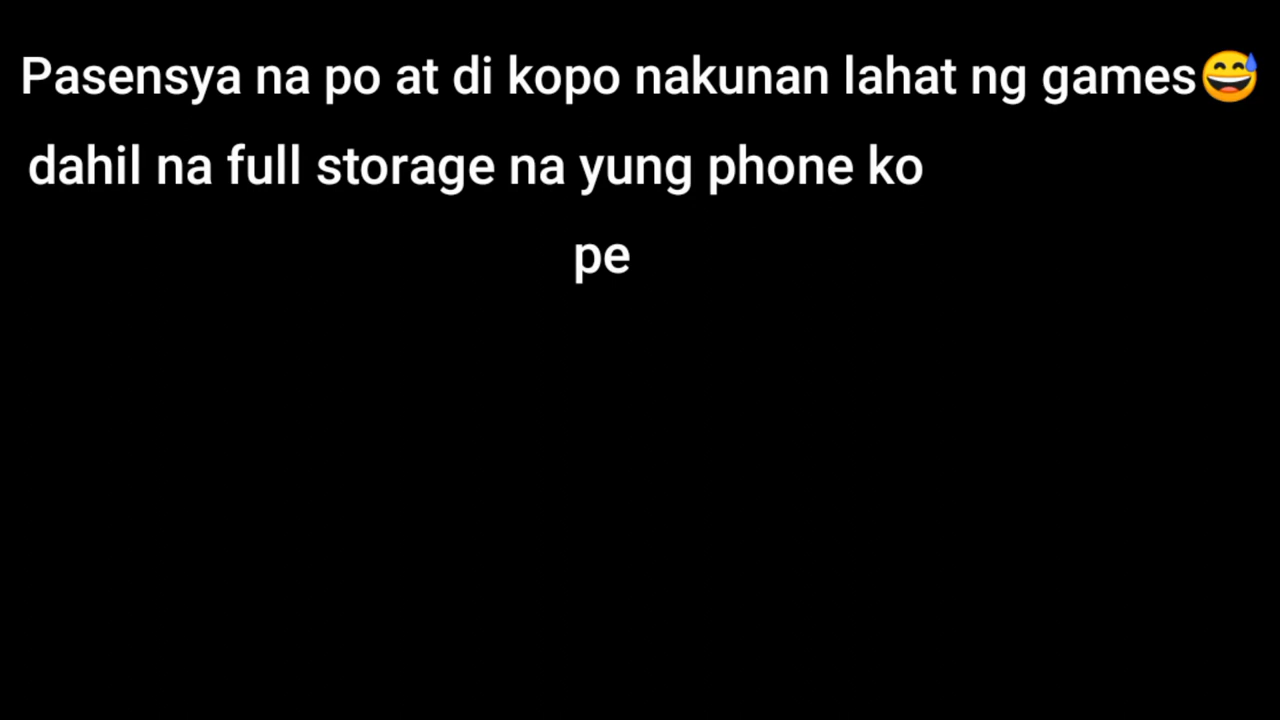 Pasensya na po at di kopo nakunan lahat ng games😅
dahil na full storage na yung phone ko
pe